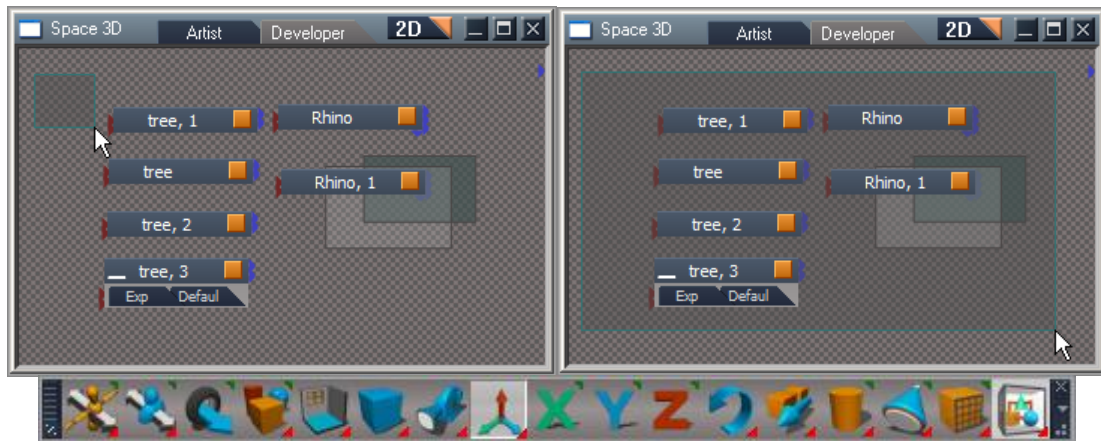 Space 3D Artist Developer 2D
tree, 1 Rhino
tree
Rhino, 1
tree, 2
tree, 3
Exp Defaul
Space 3D Artist Developer 2D
tree, 1 Rhino
tree
Rhino, 1
tree, 2
tree, 3
Exp Defaul
X Y Z